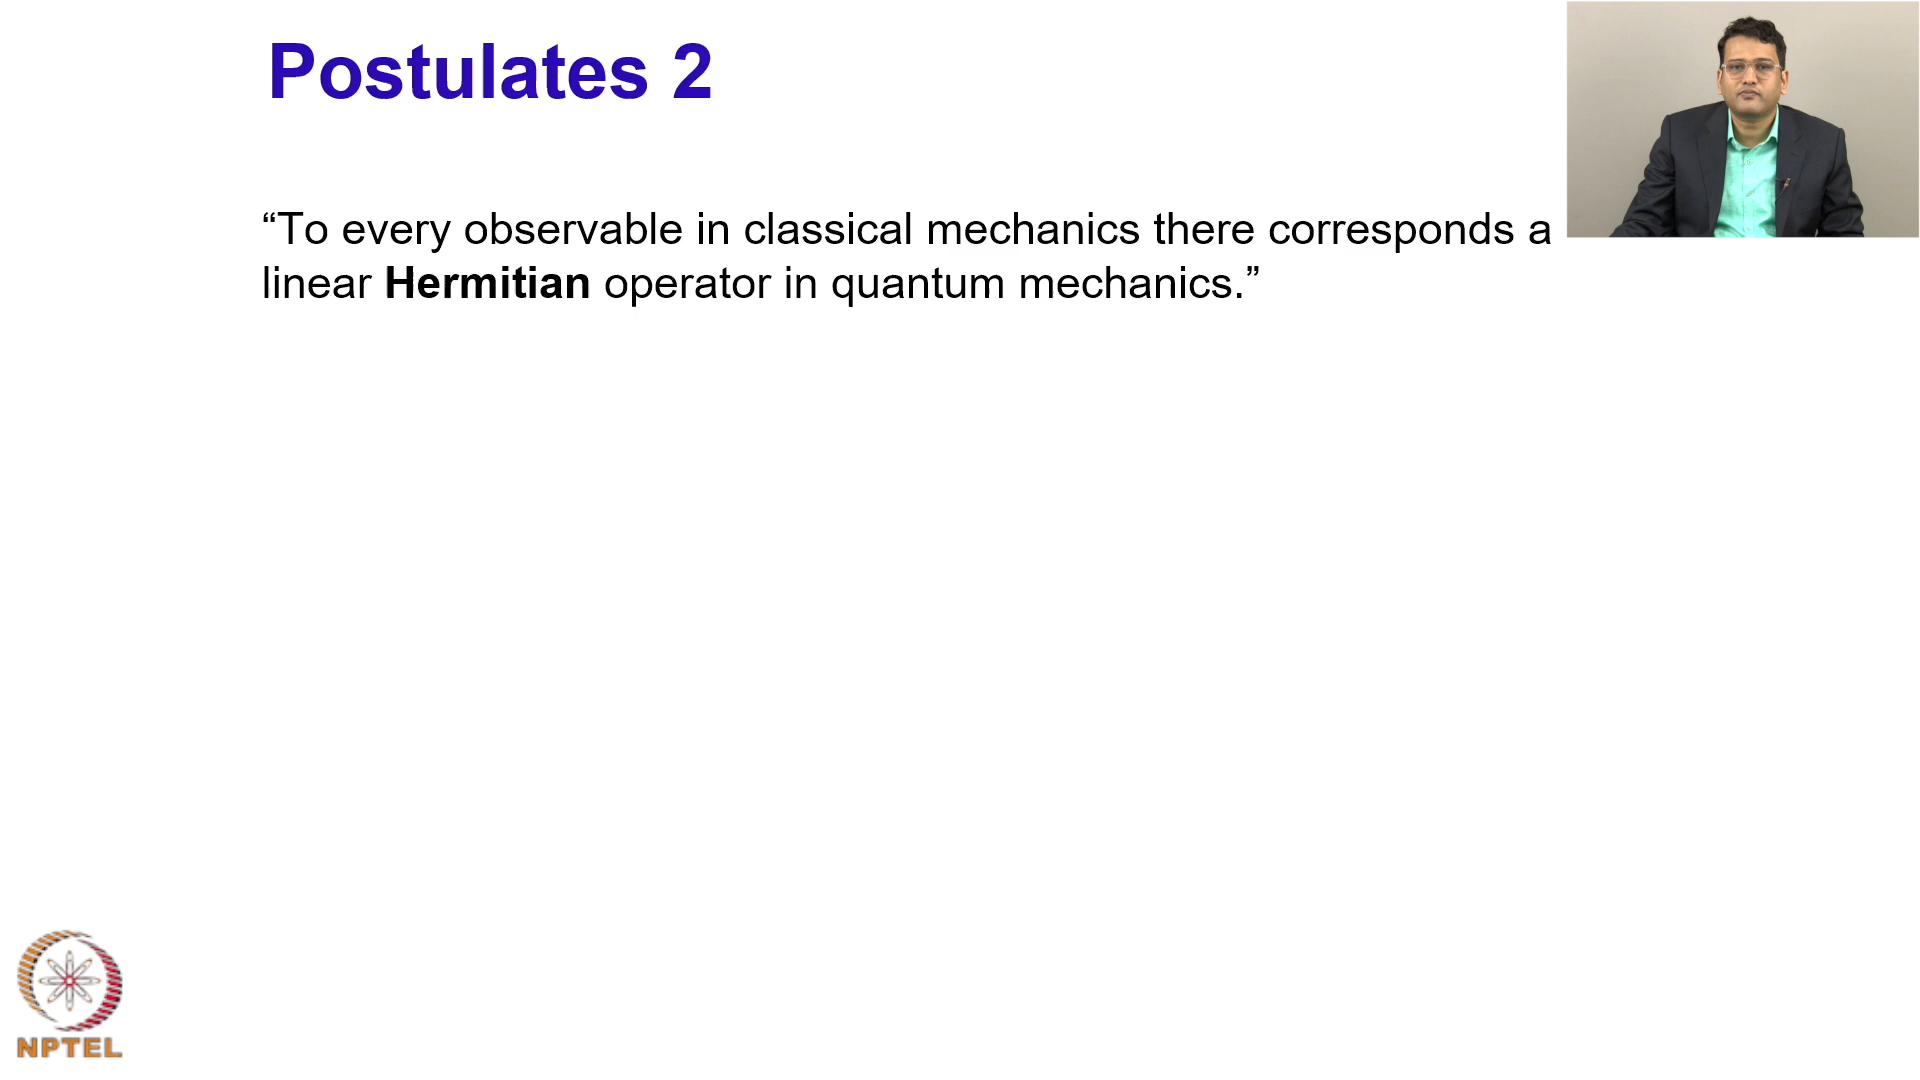 Postulates 2
“To every observable in classical mechanics there corresponds a
linear Hermitian operator in quantum mechanics.”
NPTEL